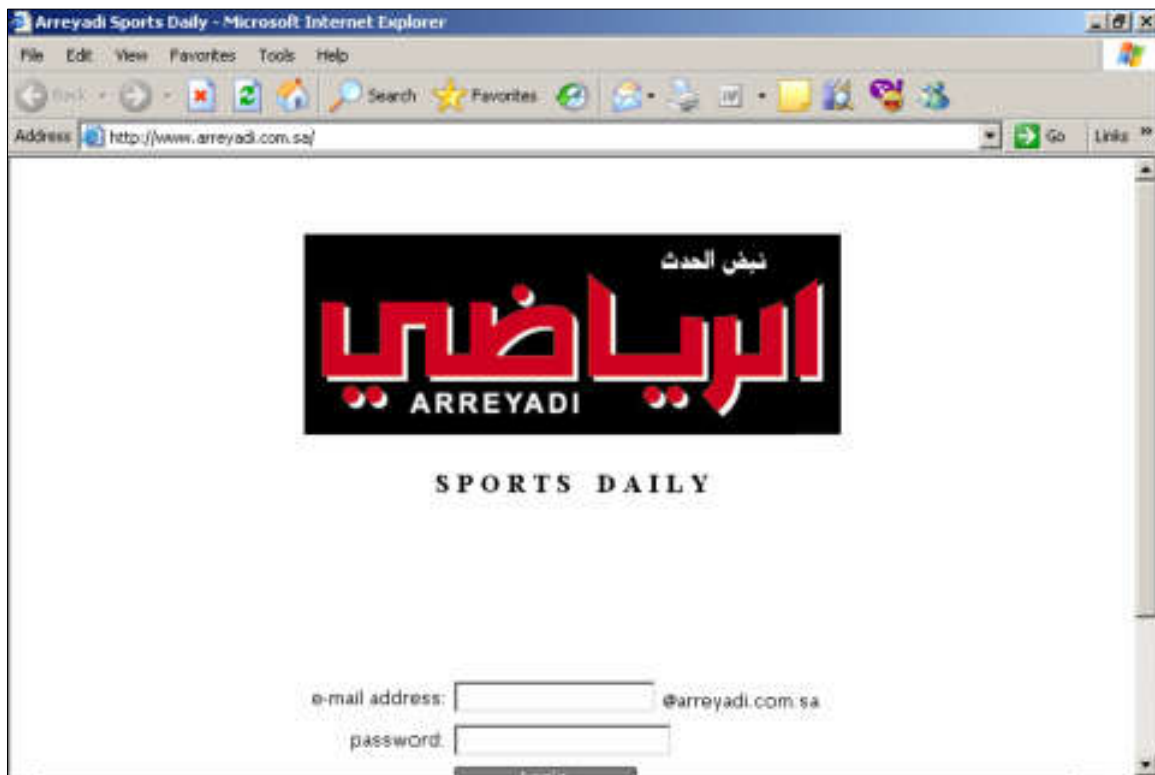 Arreyadi Sports Daily - Microsoft Internet Explorer
File Edit View Favorites Tools Help
Back Search Favorites
Address http://www.arreyadi.com.sa/ Go Links »
نبض الحدث
الرياضي
ARREYADI
SPORTS DAILY
e-mail address: @arreyadi.com.sa
password: